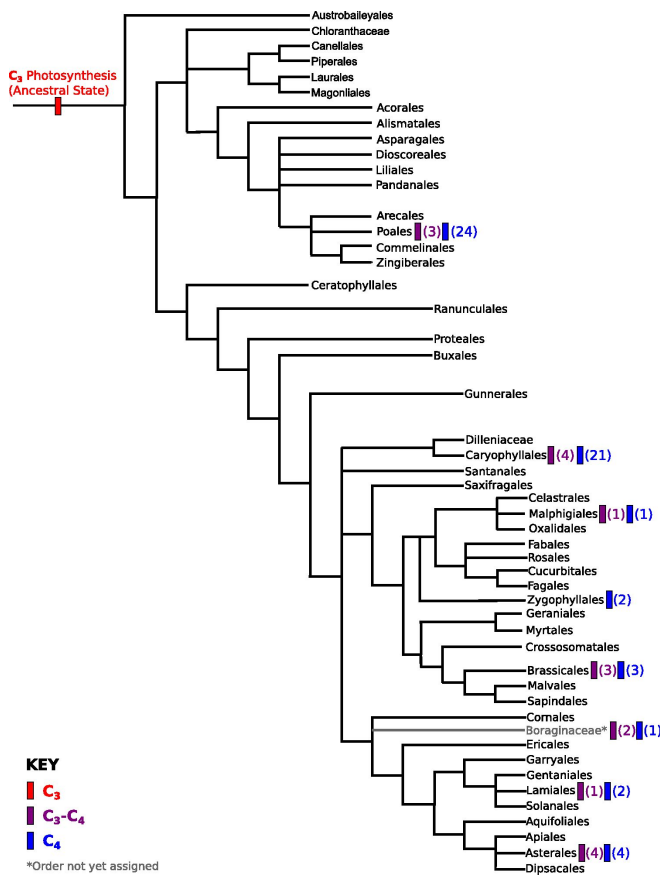 Austrobaileyales
Chloranthaceae
Canellales
Piperales
C3 Photosynthesis
(Ancestral State)
Laurales
Magonliales
Acorales
Alismatales
Asparagales
Dioscoreales
Liliales
Pandanales
Arecales
Poales (3) (24)
Commelinales
Zingiberales
Ceratophyllales
Ranunculales
Proteales
Buxales
Gunnerales
Dilleniaceae
Caryophyllales (4) (21)
Santanales
Saxifragales
Celastrales
Malphigiales (1) (1)
Oxalidales
Fabales
Rosales
Cucurbitales
Fagales
Zygophyllales (2)
Geraniales
Myrtales
Crossosomatales
Brassicales (3) (3)
Malvales
Sapindales
Cornales
Boraginaceae* (2) (1)
Ericales
Garryales
Gentaniales
Lamiales (1) (2)
Solanales
Aquifoliales
Apiales
Asterales (4) (4)
Dipsacales
KEY
C3
C3-C4
C4
*Order not yet assigned